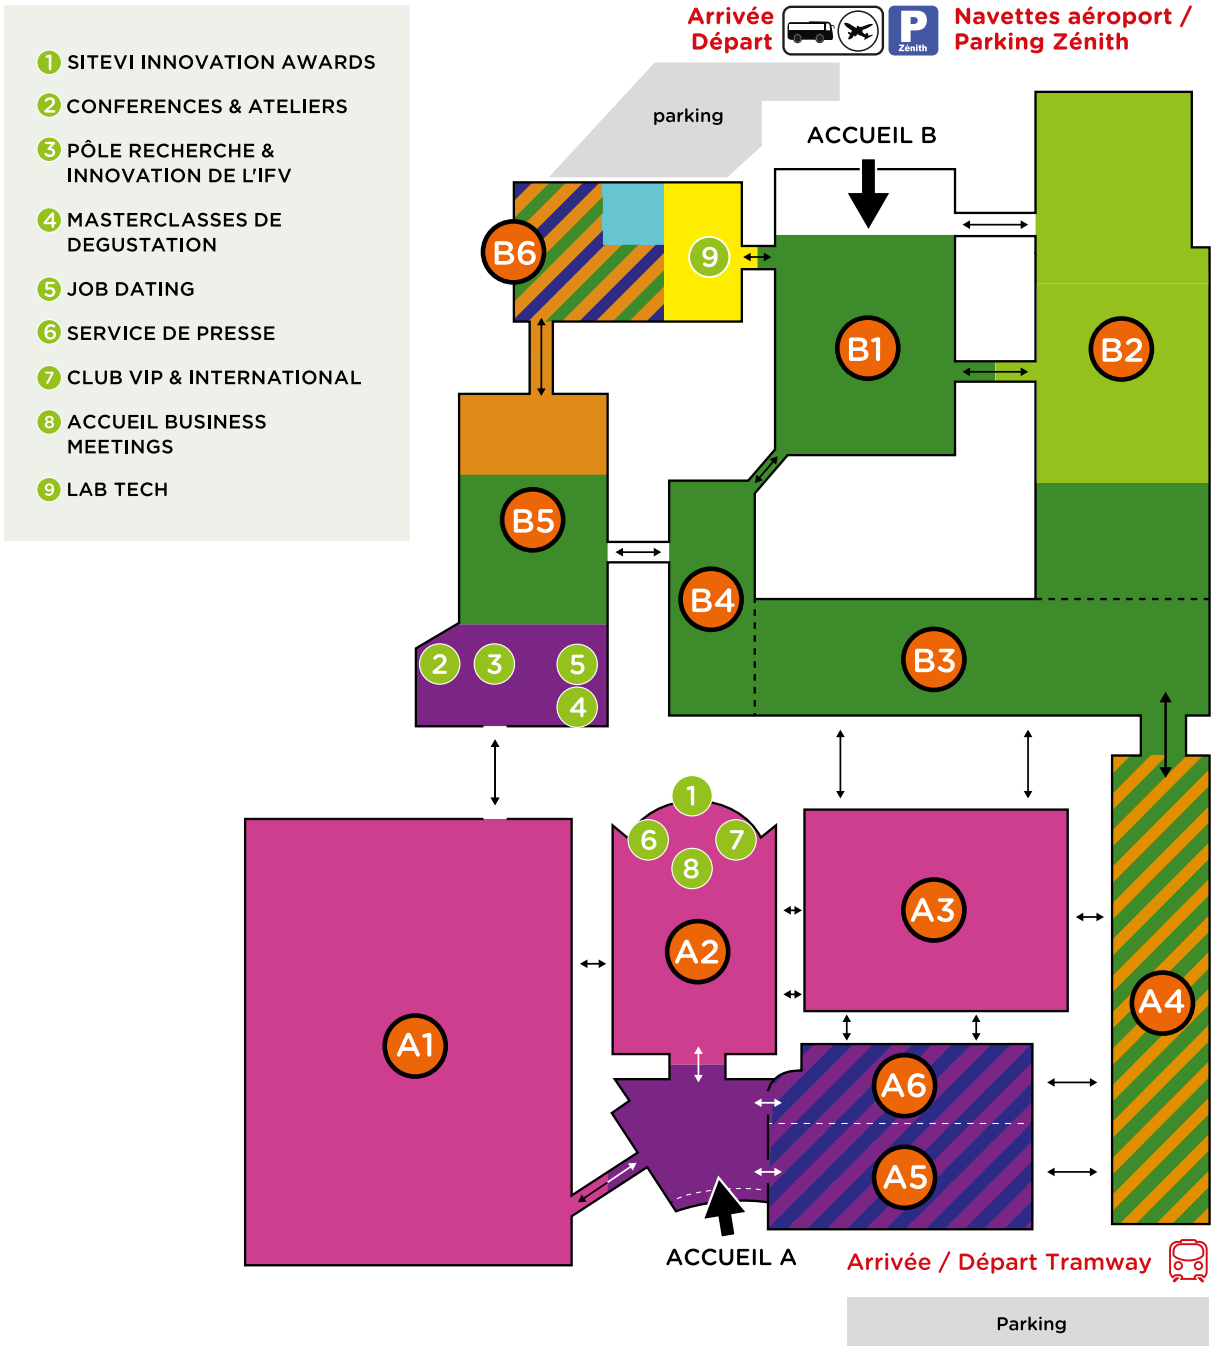 Arrivée
Départ
P
Zénith
Navettes aéroport /
Parking Zénith
1 SITEVI INNOVATION AWARDS
2 CONFERENCES & ATELIERS
3 PÔLE RECHERCHE &
INNOVATION DE L'IFV
4 MASTERCLASSES DE
DEGUSTATION
5 JOB DATING
6 SERVICE DE PRESSE
7 CLUB VIP & INTERNATIONAL
8 ACCUEIL BUSINESS
MEETINGS
9 LAB TECH
parking
ACCUEIL B
B6
9
B1
B2
B5
B4
B3
2
3
5
4
1
6
7
8
A3
A2
A4
A1
A6
A5
ACCUEIL A
Arrivée / Départ Tramway
Parking